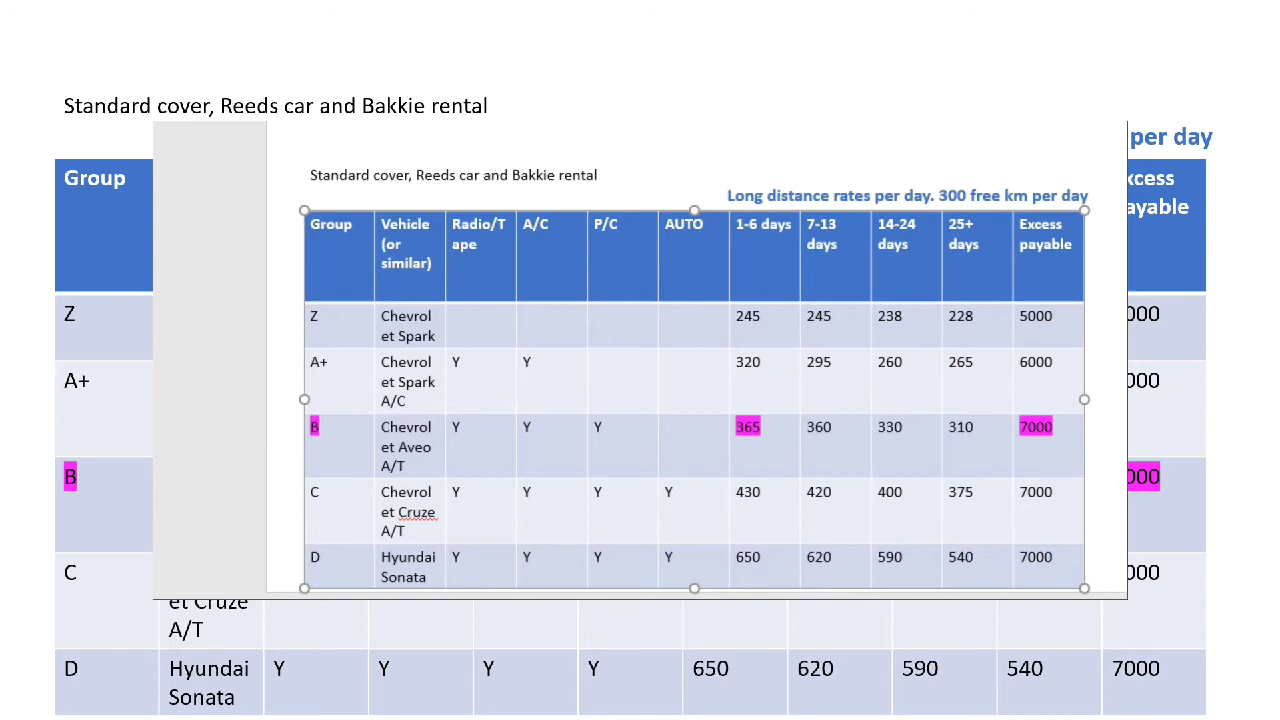 Standard cover, Reeds car and Bakkie rental
per day
Group
xcess
ayable
Z
000
A+
000
B
000
C
000
et Cruze
A/T
D Hyundai Y Y Y Y 650 620 590 540 7000
Sonata
Standard cover, Reeds car and Bakkie rental
Long distance rates per day. 300 free km per day
Group Vehicle Radio/T A/C P/C AUTO 1-6 days 7-13 14-24 25+ Excess
(or ape days days days payable
similar)
Z Chevrol 245 245 238 228 5000
et Spark
A+ Chevrol Y Y 320 295 260 265 6000
et Spark
A/C
B Chevrol Y Y Y 365 360 330 310 7000
et Aveo
A/T
C Chevrol Y Y Y Y 430 420 400 375 7000
et Cruze
A/T
D Hyundai Y Y Y Y 650 620 590 540 7000
Sonata